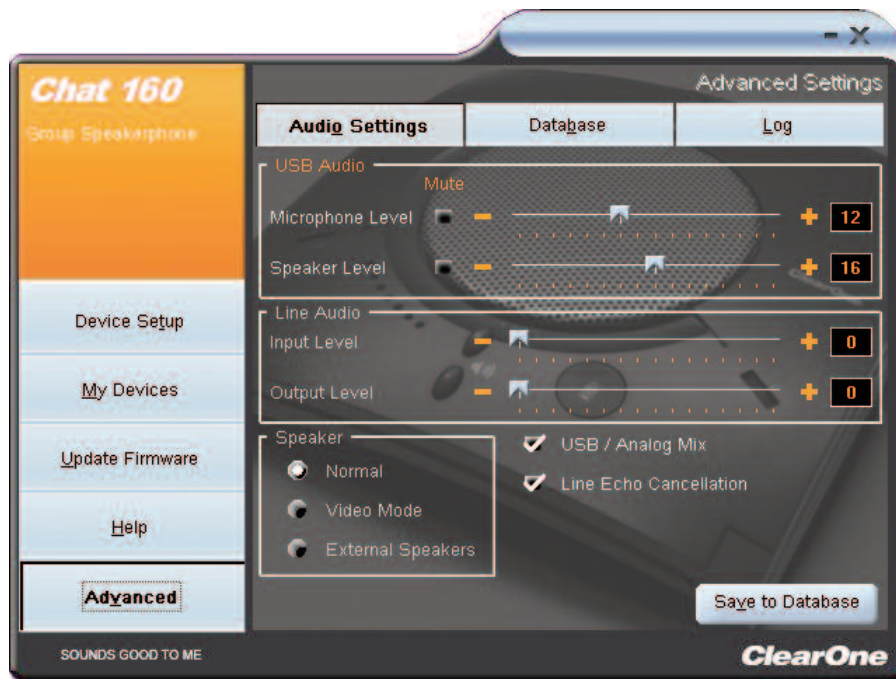 Chat 160
Group Speakerphone
Advanced Settings
Audio Settings
Database
Log
USB Audio
Mute
Microphone Level
12
Speaker Level
16
Line Audio
Input Level
0
Output Level
0
Speaker
Normal
Video Mode
External Speakers
USB / Analog Mix
Line Echo Cancellation
Device Setup
My Devices
Update Firmware
Help
Advanced
Save to Database
SOUNDS GOOD TO ME
ClearOne